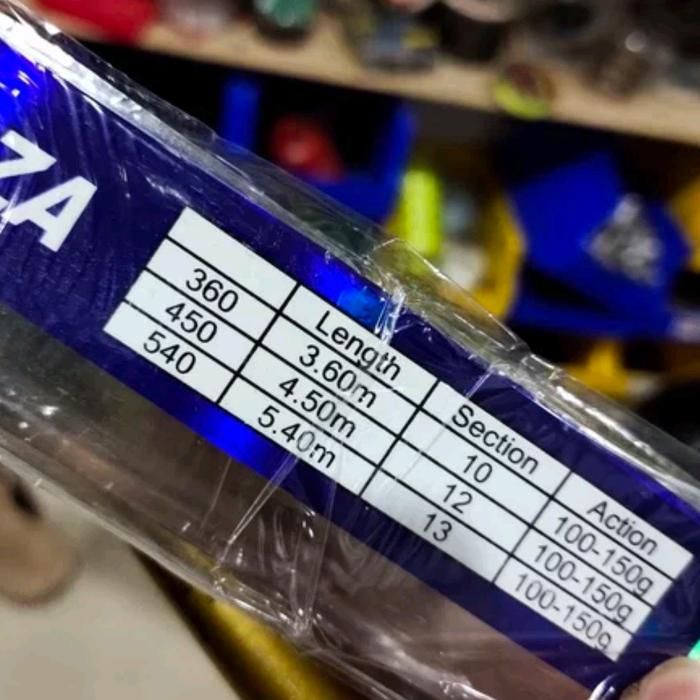 ZA
Length Section Action
360 3.60m 10 100-150g
450 4.50m 12 100-150g
540 5.40m 13 100-150g